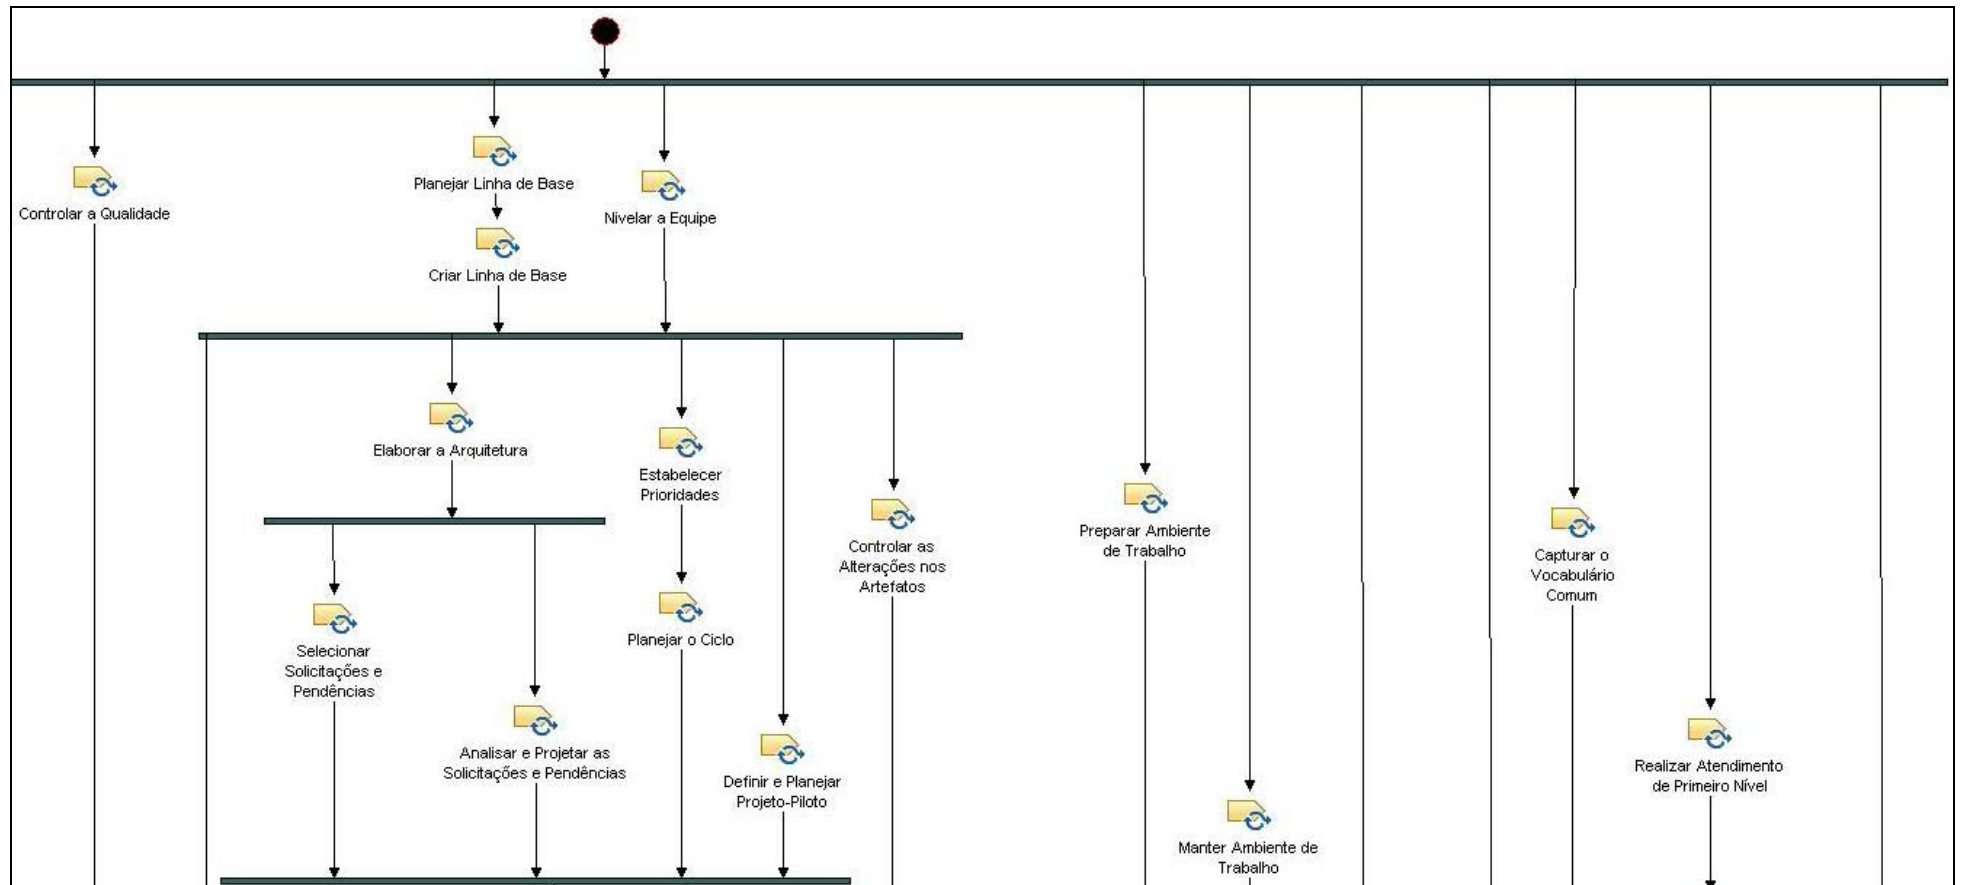 Controlar a Qualidade
Planejar Linha de Base
Criar Linha de Base
Nivelar a Equipe
Elaborar a Arquitetura
Selecionar
Solicitações e
Pendências
Analisar e Projetar as
Solicitações e Pendências
Estabelecer
Prioridades
Planejar o Ciclo
Definir e Planejar
Projeto-Piloto
Controlar as
Alterações nos
Artefatos
Preparar Ambiente
de Trabalho
Manter Ambiente de
Trabalho
Capturar o
Vocabulário
Comum
Realizar Atendimento
de Primeiro Nível